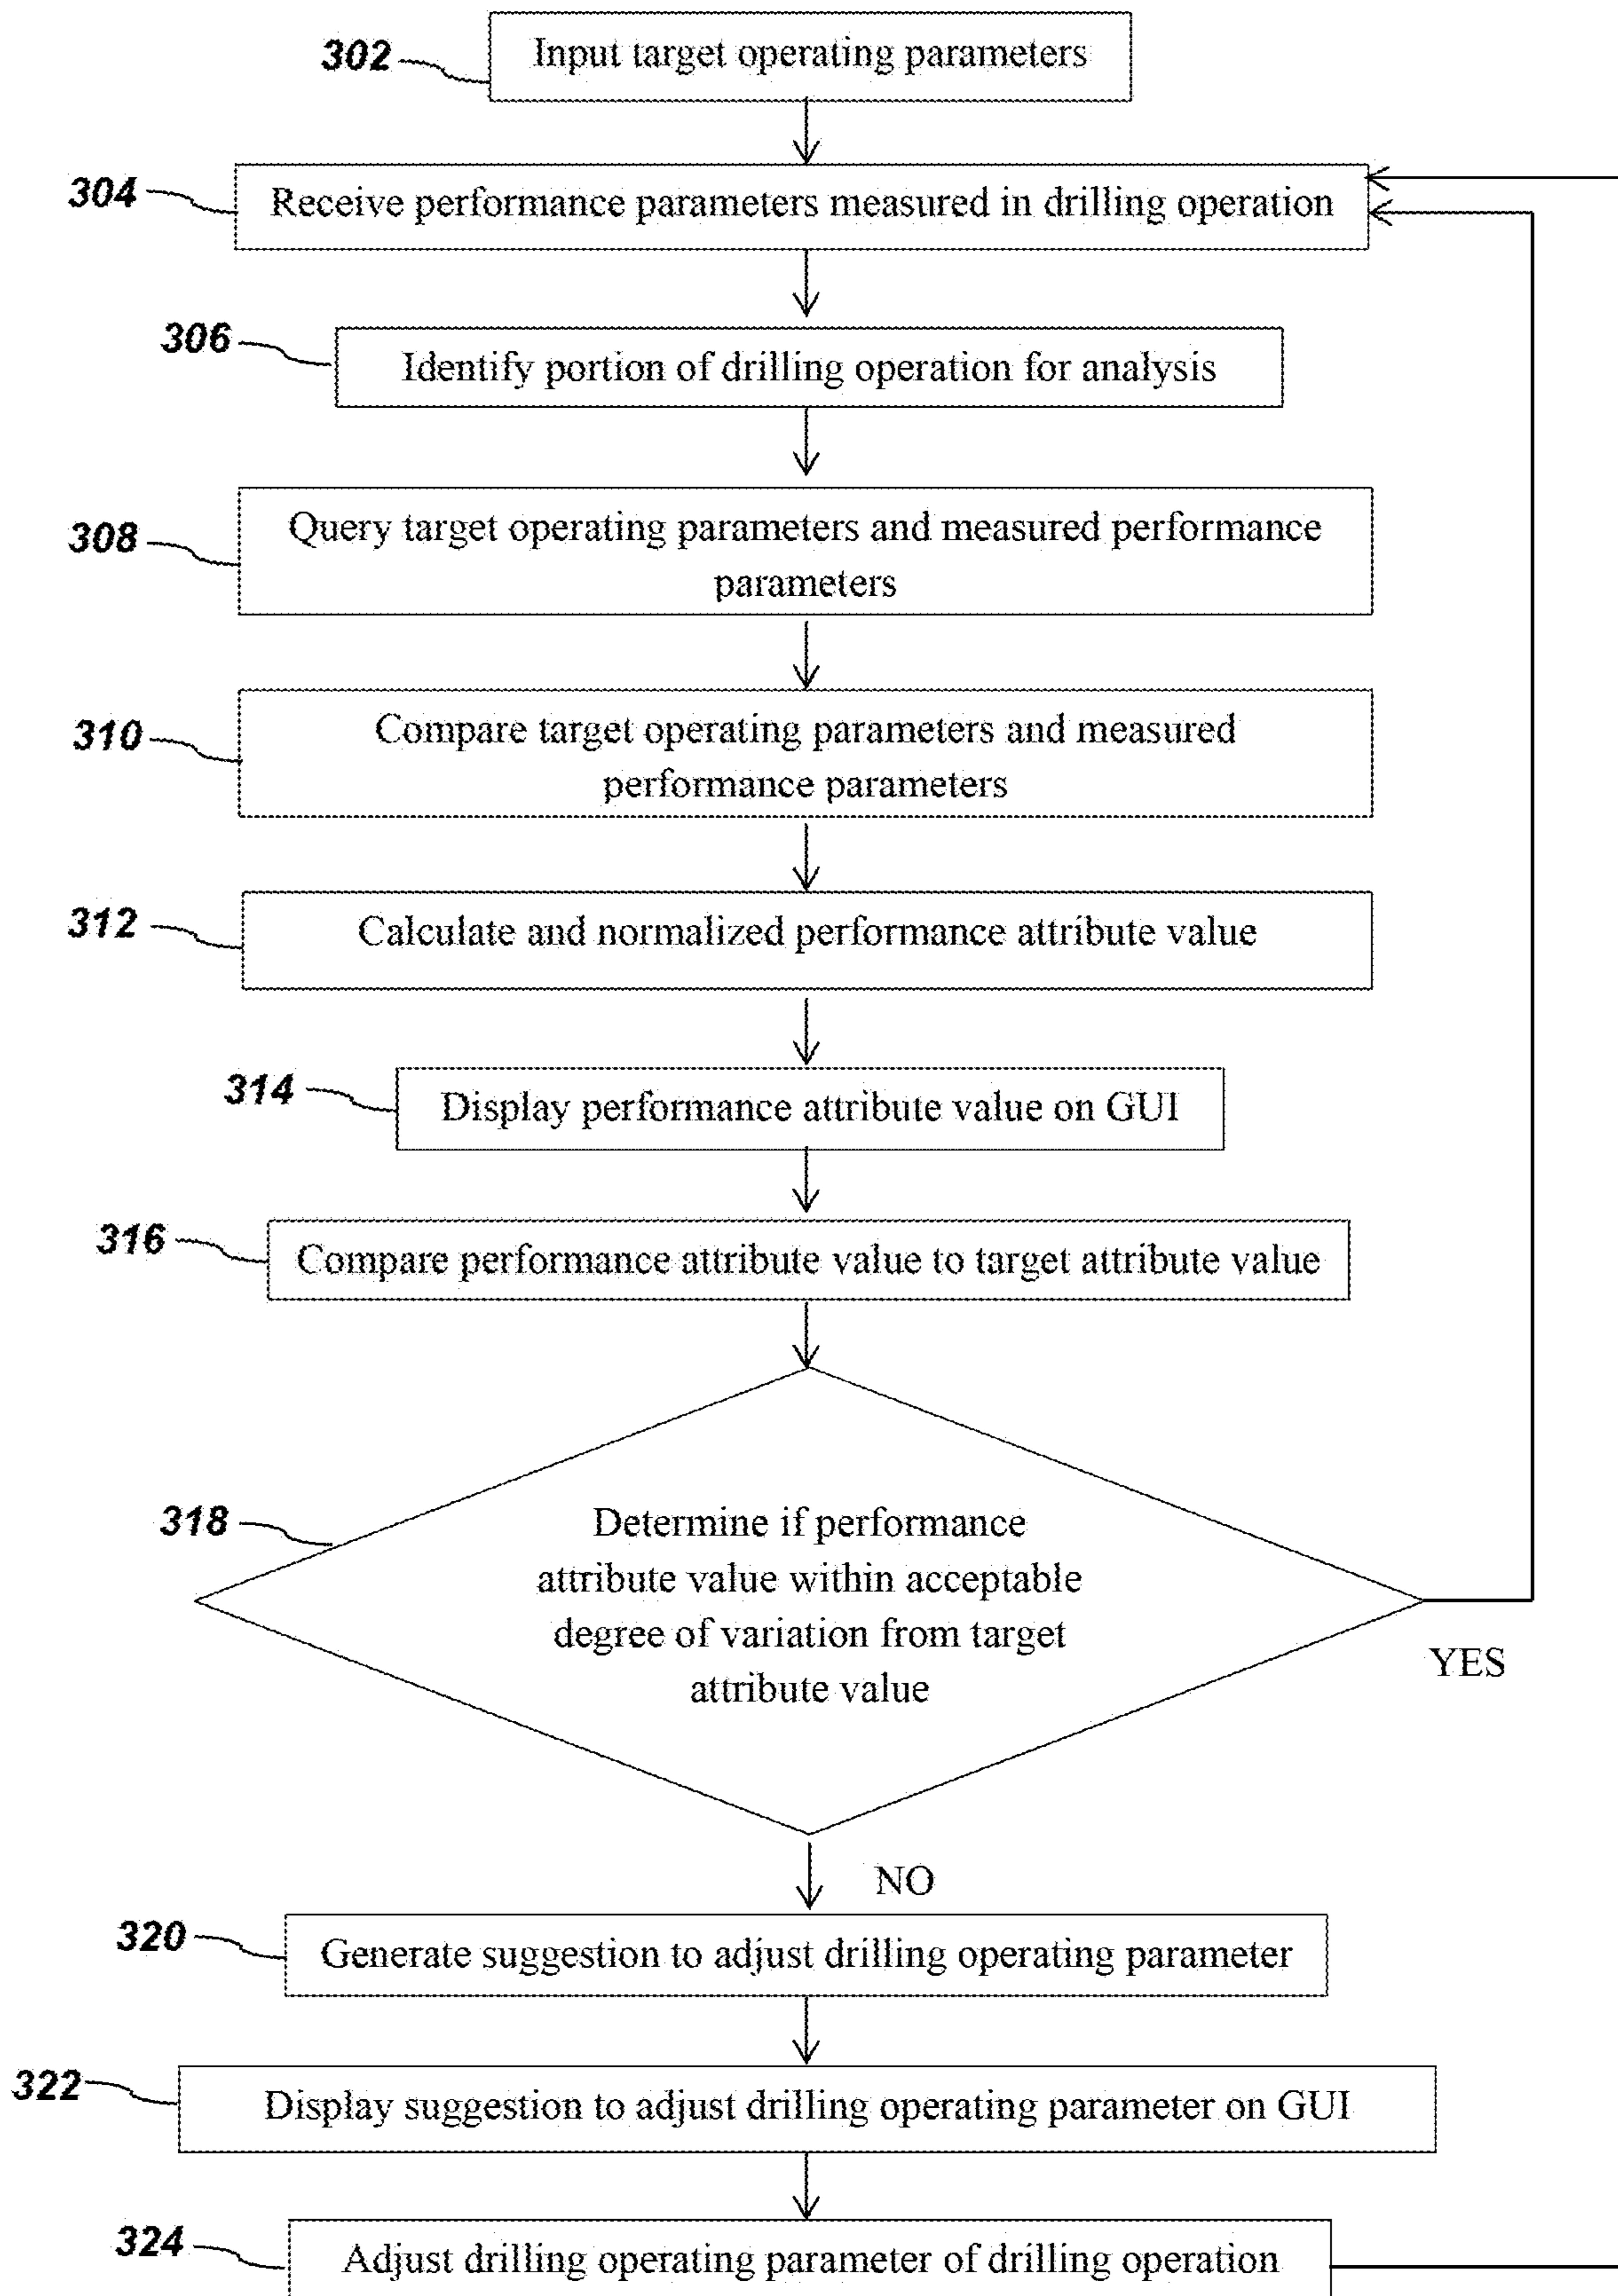 302
Input target operating parameters
304
Receive performance parameters measured in drilling operation
306
Identify portion of drilling operation for analysis
308
Query target operating parameters and measured performance
parameters
310
Compare target operating parameters and measured
performance parameters
312
Calculate and normalized performance attribute value
314
Display performance attribute value on GUI
316
Compare performance attribute value to target attribute value
318
Determine if performance
attribute value within acceptable
degree of variation from target
attribute value
YES
NO
320
Generate suggestion to adjust drilling operating parameter
322
Display suggestion to adjust drilling operating parameter on GUI
324
Adjust drilling operating parameter of drilling operation